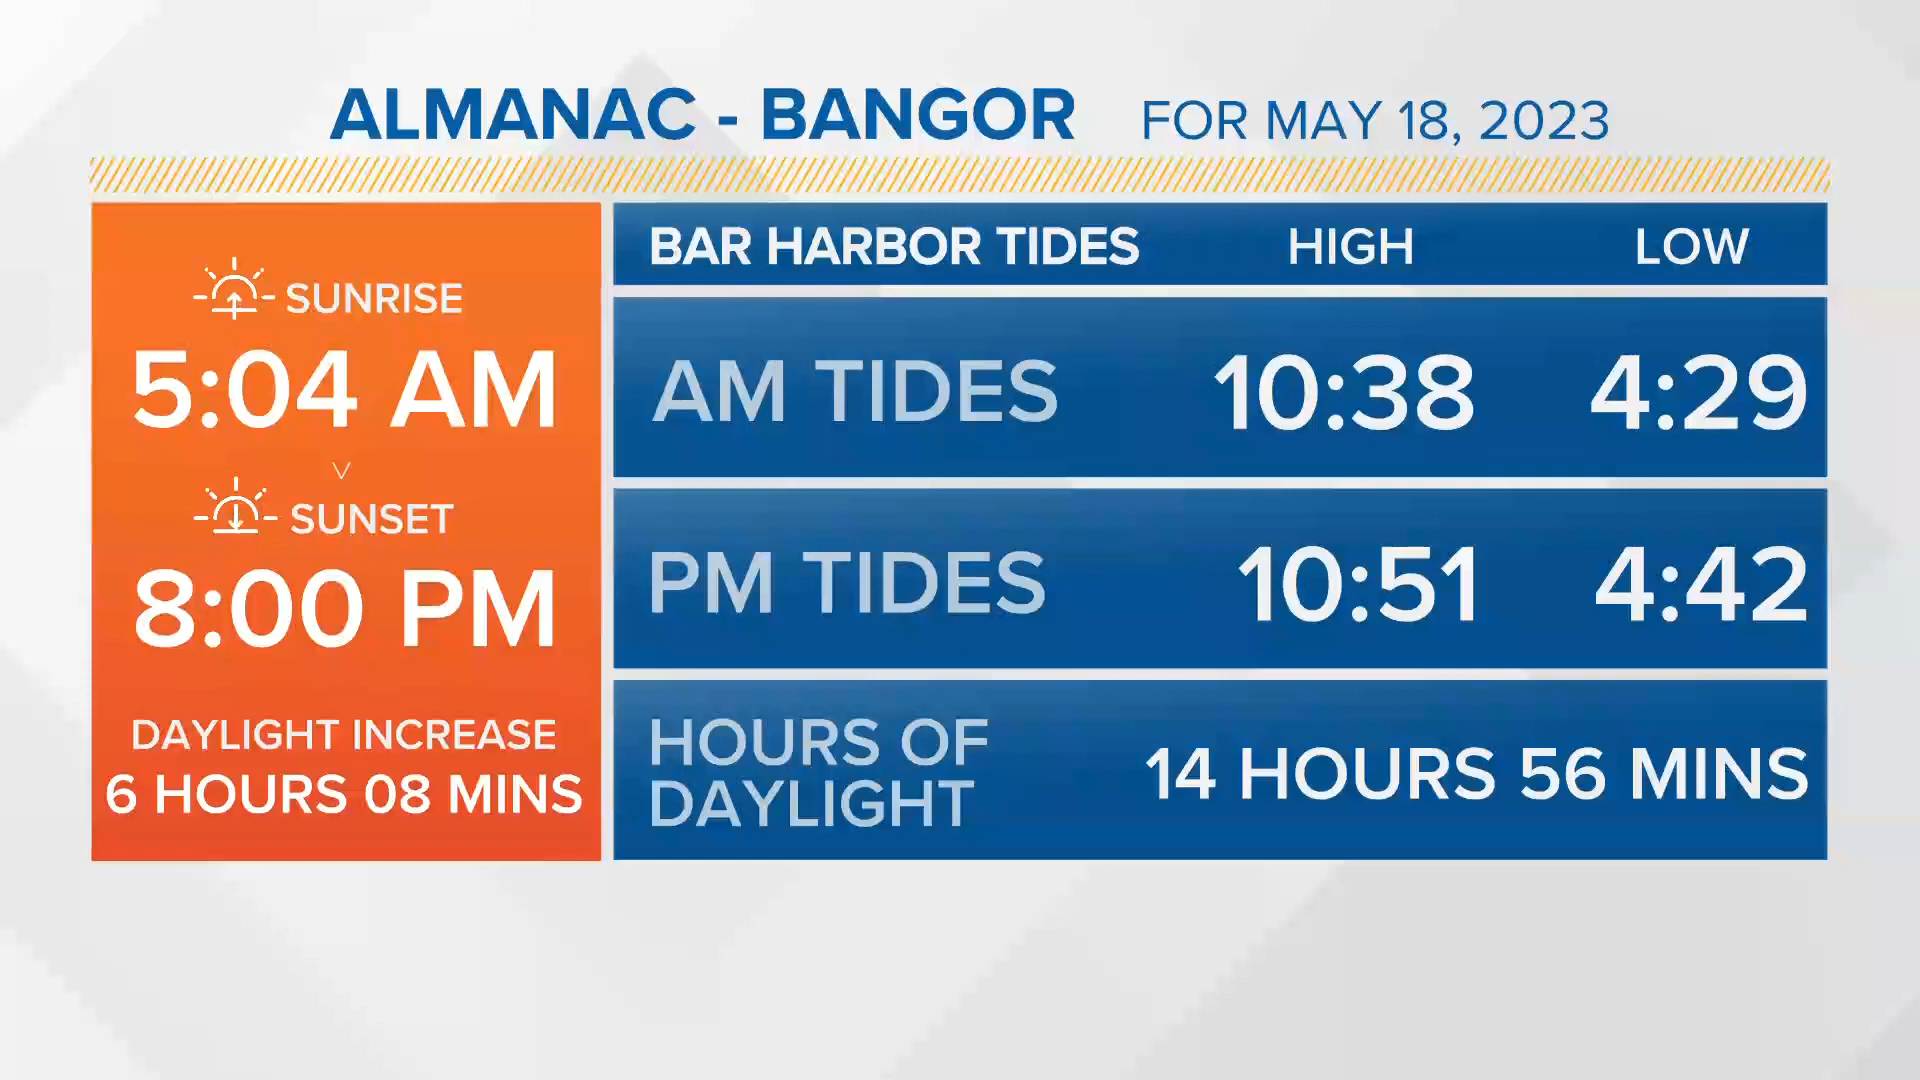 ALMANAC - BANGOR FOR MAY 18, 2023
SUNRISE
5:04 AM
SUNSET
8:00 PM
DAYLIGHT INCREASE
6 HOURS 08 MINS
BAR HARBOR TIDES HIGH LOW
AM TIDES 10:38 4:29
PM TIDES 10:51 4:42
HOURS OF
DAYLIGHT
14 HOURS 56 MINS